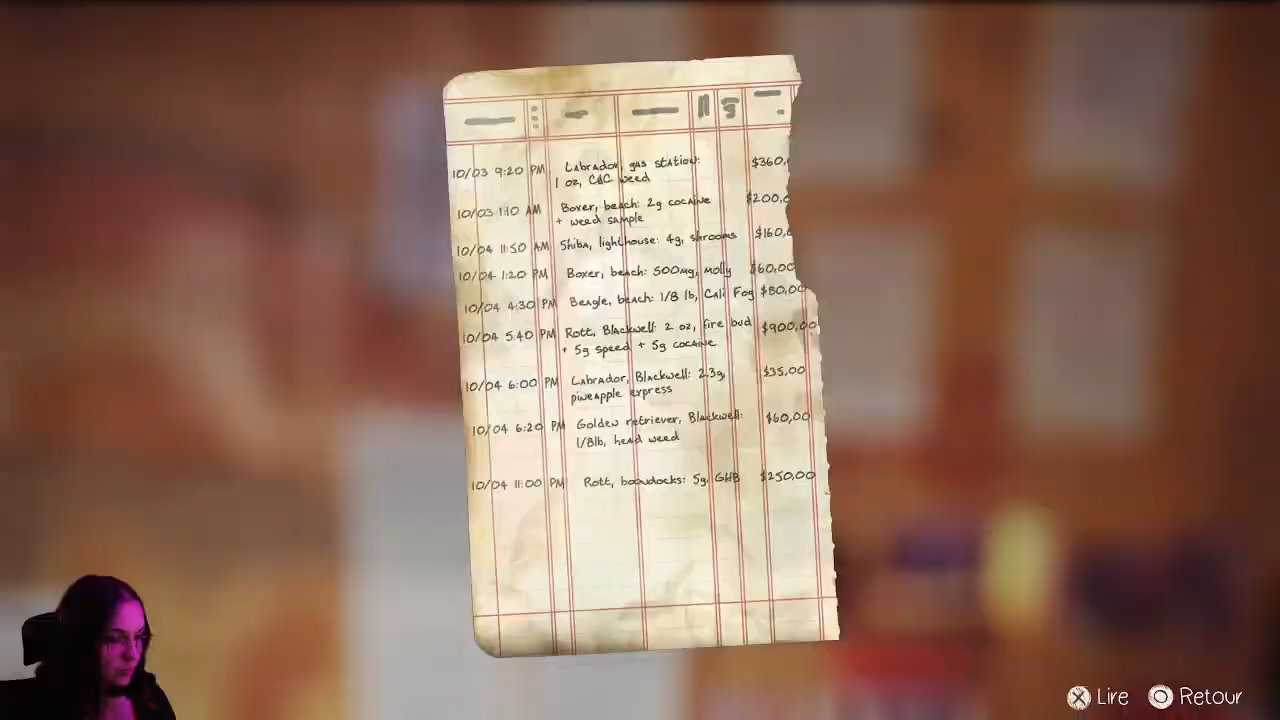 10/03 9:20 PM Labrador, gas station: $360,
1 oz, C&C weed
10/03 1:10 AM Boxer, beach: 2g cocaine $200,0
+ weed sample
10/04 11:50 AM Shiba, lighthouse: 4g, shrooms $160,0
10/04 1:20 PM Boxer, beach: 500mg, molly $60,00
10/04 4:30 PM Beagle, beach: 1/8 lb, Cali Fog $80,00
10/04 5:40 PM Rott, Blackwell: 2 oz, fire bud $900,00
+ 5g speed + 5g cocaine
10/04 6:00 PM Labrador, Blackwell: 2.3g, $35,00
pineapple express
10/04 6:20 PM Golden retriever, Blackwell: $60,00
1/8lb, head weed
10/04 11:00 PM Rott, boowdocks: 5g, GHB $250,00
Lire
Retour